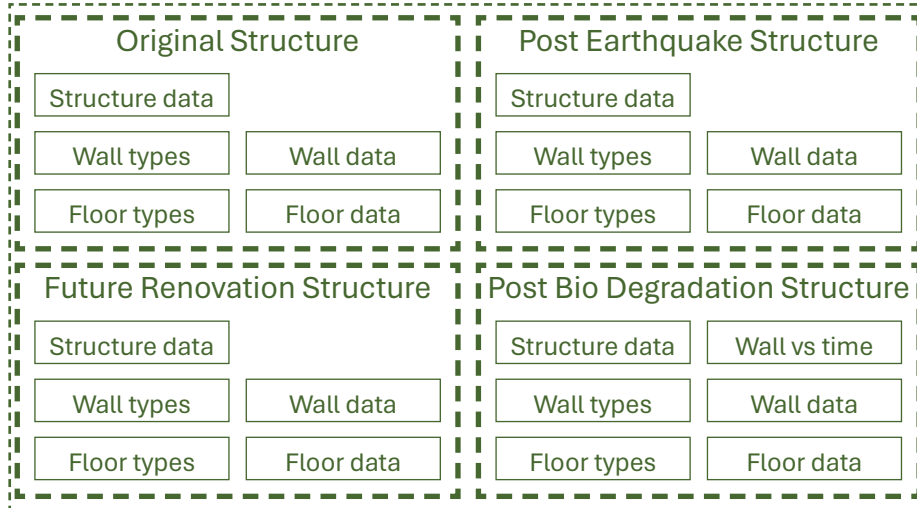 Original Structure
Structure data
Wall types
Wall data
Floor types
Floor data
Post Earthquake Structure
Structure data
Wall types
Wall data
Floor types
Floor data
Future Renovation Structure
Structure data
Wall types
Wall data
Floor types
Floor data
Post Bio Degradation Structure
Structure data
Wall vs time
Wall types
Wall data
Floor types
Floor data